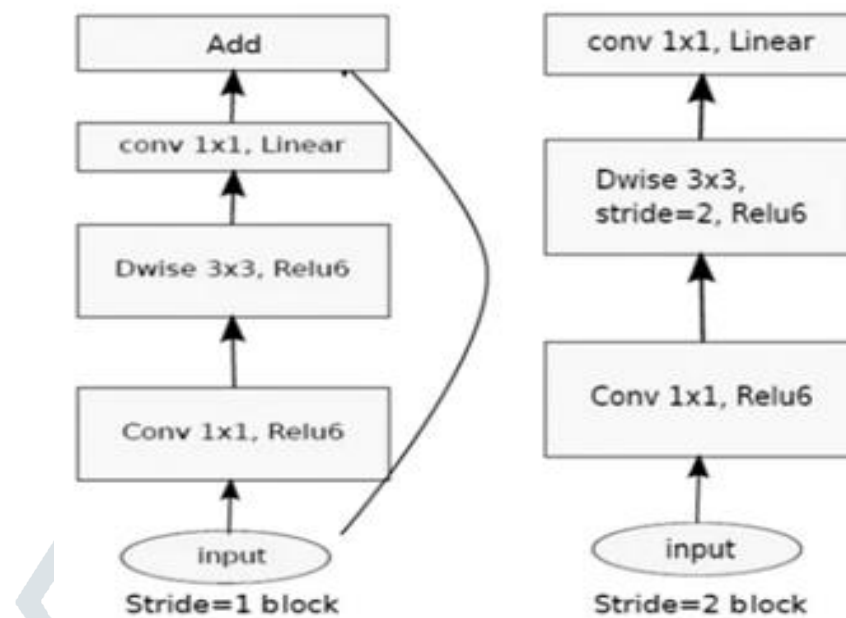 Add
conv 1x1, Linear
Dwise 3x3, Relu6
Conv 1x1, Relu6
input
Stride=1 block
conv 1x1, Linear
Dwise 3x3,
stride=2, Relu6
Conv 1x1, Relu6
input
Stride=2 block